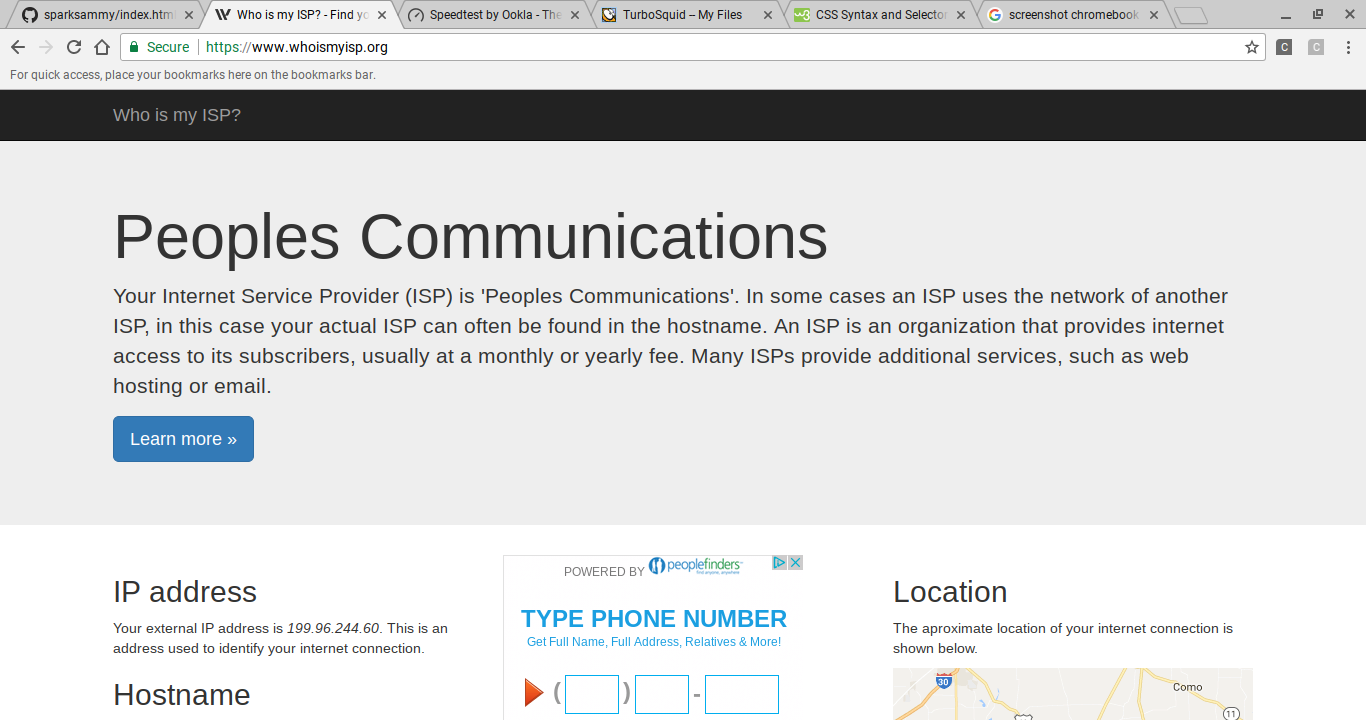 sparksammy/index.html
Who is my ISP? - Find yo
Speedtest by Ookla - The
TurboSquid – My Files
CSS Syntax and Selector
screenshot chromebook
Secure
https://www.whoismyisp.org
For quick access, place your bookmarks here on the bookmarks bar.
Who is my ISP?
Peoples Communications
Your Internet Service Provider (ISP) is 'Peoples Communications'. In some cases an ISP uses the network of another
ISP, in this case your actual ISP can often be found in the hostname. An ISP is an organization that provides internet
access to its subscribers, usually at a monthly or yearly fee. Many ISPs provide additional services, such as web
hosting or email.
Learn more »
IP address
Your external IP address is 199.96.244.60. This is an
address used to identify your internet connection.
Hostname
POWERED BY peoplefinders
find anyone, anywhere
TYPE PHONE NUMBER
Get Full Name, Full Address, Relatives & More!
( ) -
Location
The aproximate location of your internet connection is
shown below.
30
Como
11